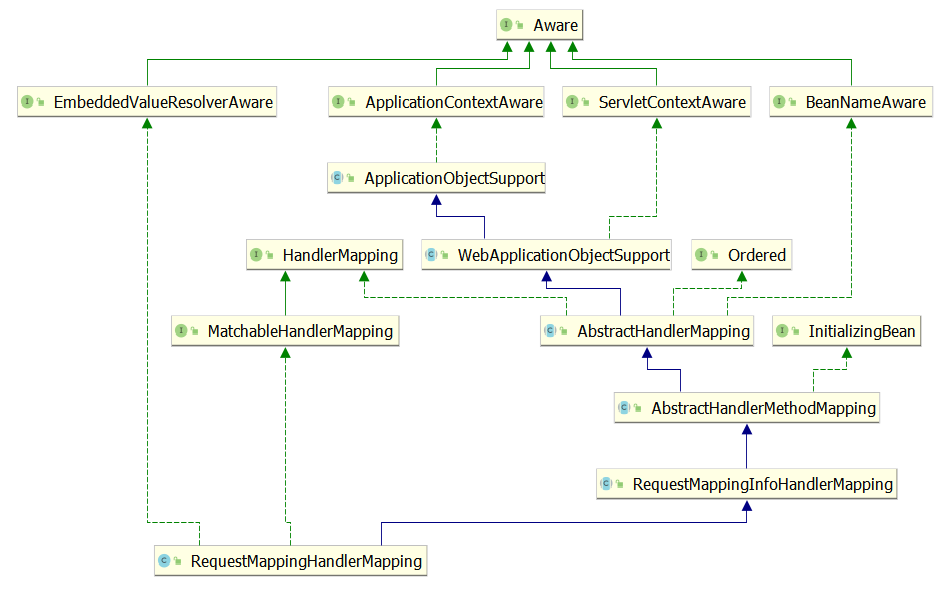 I Aware
I EmbeddedValueResolverAware
I ApplicationContextAware
I ServletContextAware
I BeanNameAware
C ApplicationObjectSupport
I HandlerMapping
C WebApplicationObjectSupport
I Ordered
I MatchableHandlerMapping
C AbstractHandlerMapping
I InitializingBean
C AbstractHandlerMethodMapping
C RequestMappingInfoHandlerMapping
C RequestMappingHandlerMapping